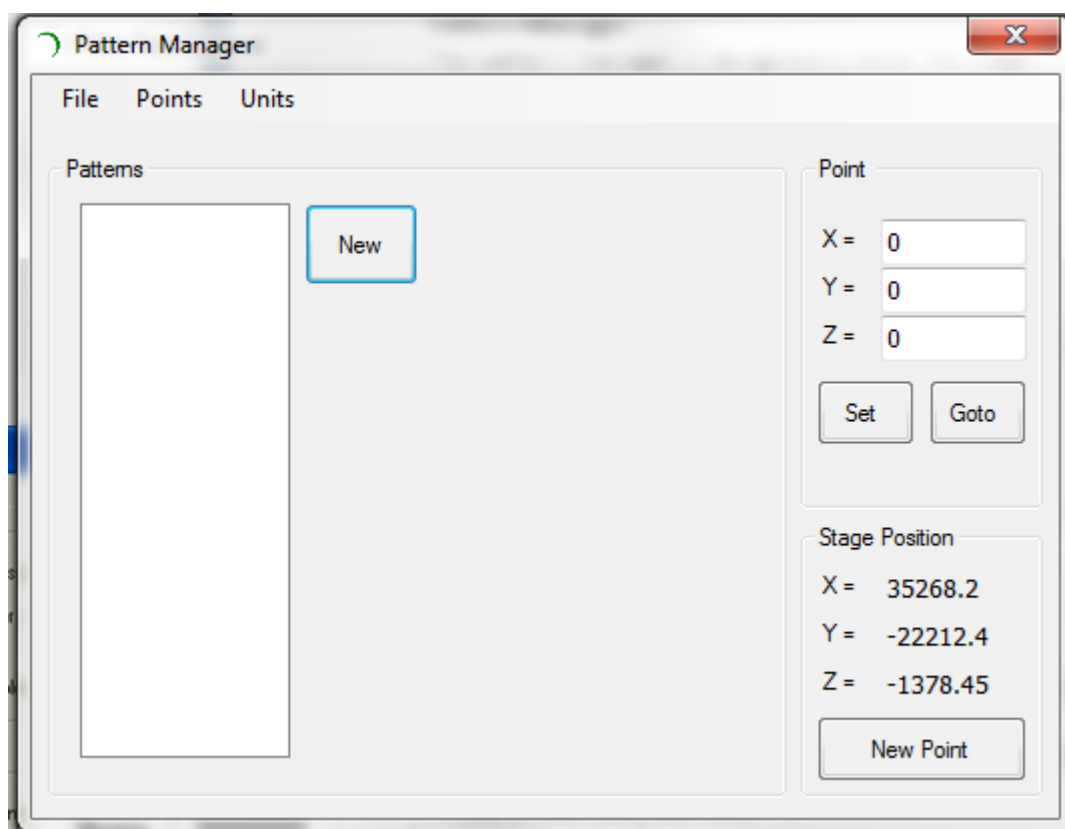 Pattern Manager
File Points Units
Patterns
New
Point
X = 0
Y = 0
Z = 0
Set Goto
Stage Position
X = 35268.2
Y = -22212.4
Z = -1378.45
New Point